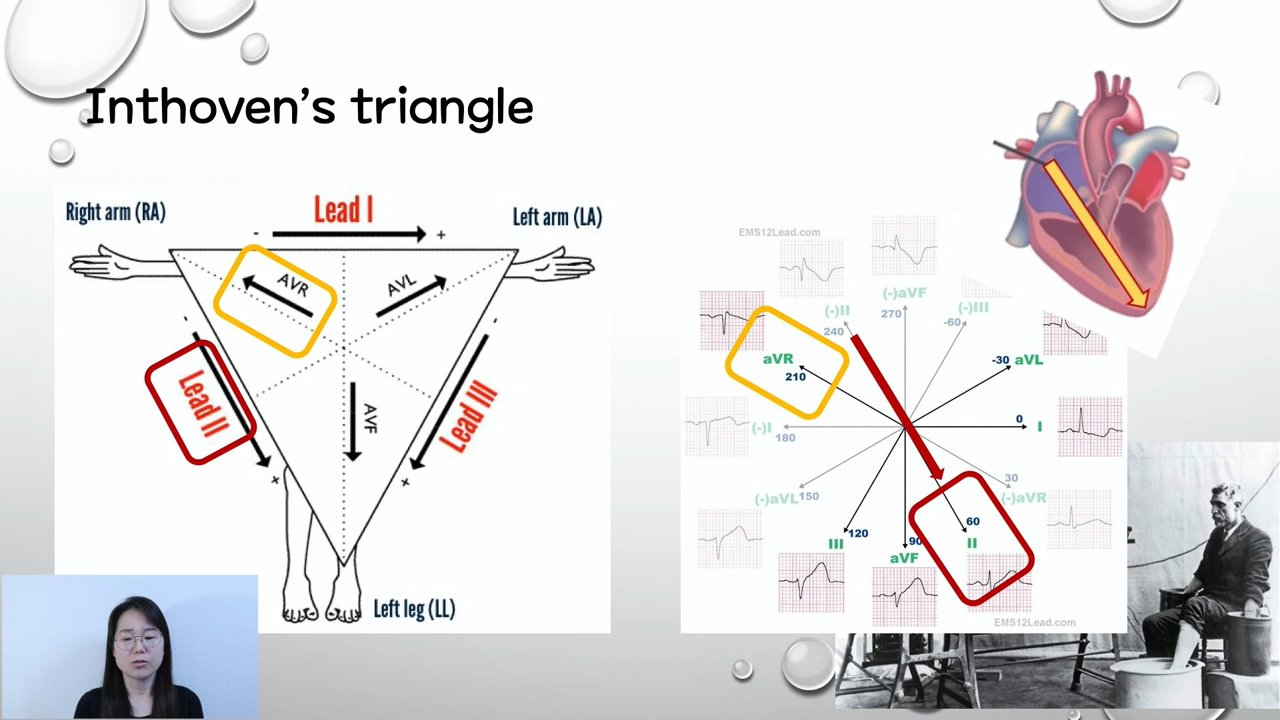 Inthoven's triangle
Right arm (RA)
Lead I
Left arm (LA)
-
+
AVR
AVL
-
-
Lead II
AVF
Lead III
+
+
Left leg (LL)
EMS12Lead.com
(-)II
240
(-)aVF
270
(-)III
-60
aVR
210
-30 aVL
(-)I
180
0
I
(-)aVL 150
30
(-)aVR
III
120
90
aVF
60
II
EMS12Lead.com